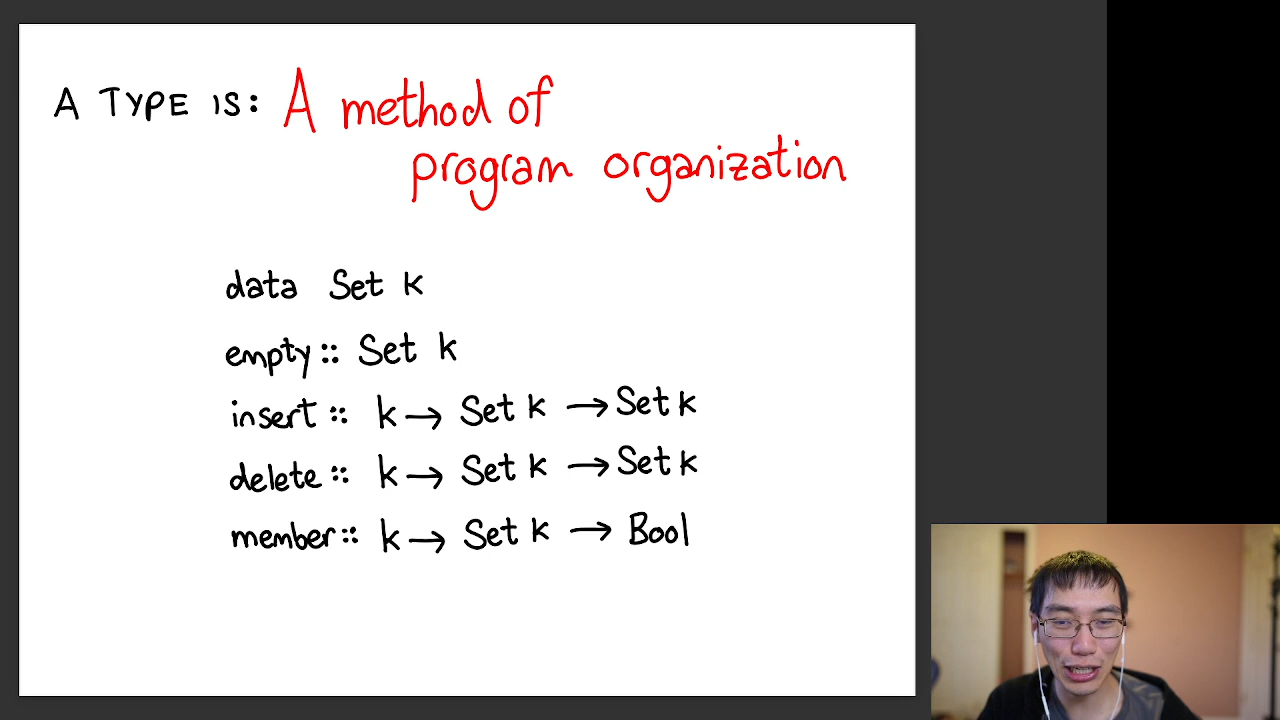 A TYPE IS: A method of
program organization
data Set k
empty :: Set k
insert :: k → Set k → Set k
delete :: k → Set k → Set k
member :: k → Set k → Bool